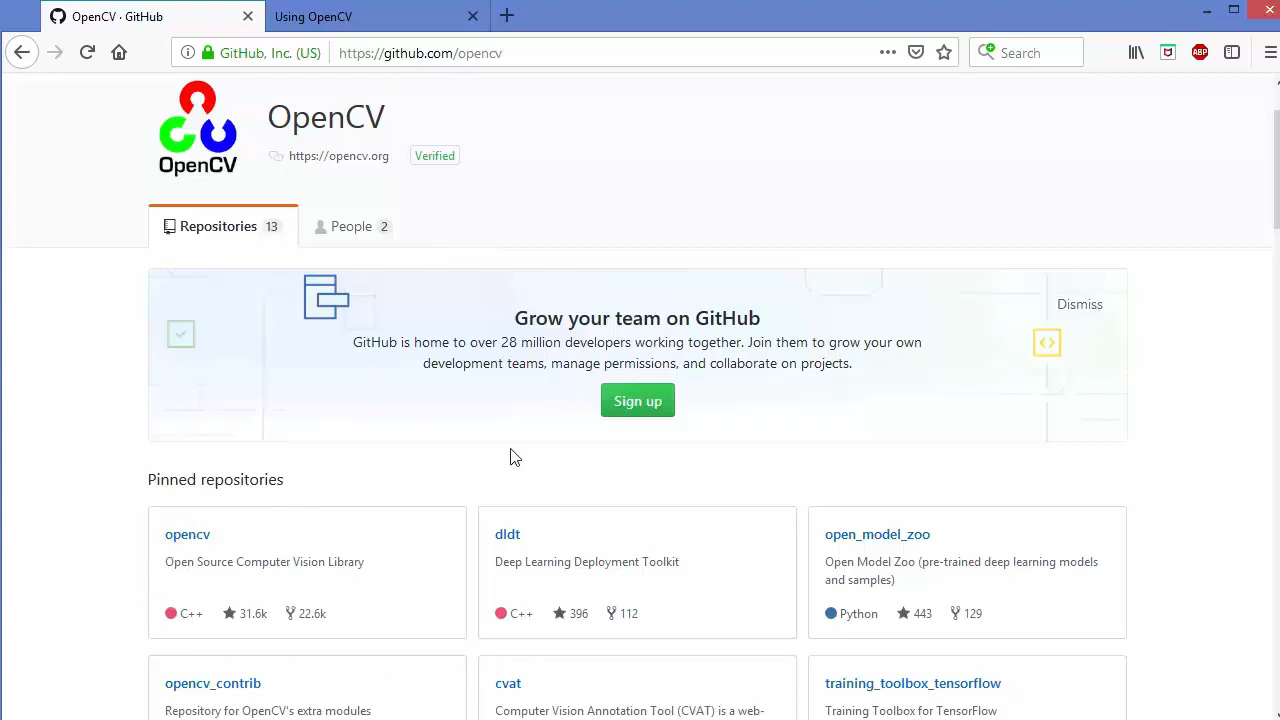 OpenCV · GitHub
Using OpenCV
GitHub, Inc. (US)
https://github.com/opencv
Search
ABP
OpenCV
OpenCV
https://opencv.org
Verified
Repositories 13
People 2
Dismiss
Grow your team on GitHub
GitHub is home to over 28 million developers working together. Join them to grow your own
development teams, manage permissions, and collaborate on projects.
Sign up
Pinned repositories
opencv
Open Source Computer Vision Library
C++ 31.6k 22.6k
dldt
Deep Learning Deployment Toolkit
C++ 396 112
open_model_zoo
Open Model Zoo (pre-trained deep learning models
and samples)
Python 443 129
opencv_contrib
Repository for OpenCV's extra modules
cvat
Computer Vision Annotation Tool (CVAT) is a web-
training_toolbox_tensorflow
Training Toolbox for TensorFlow